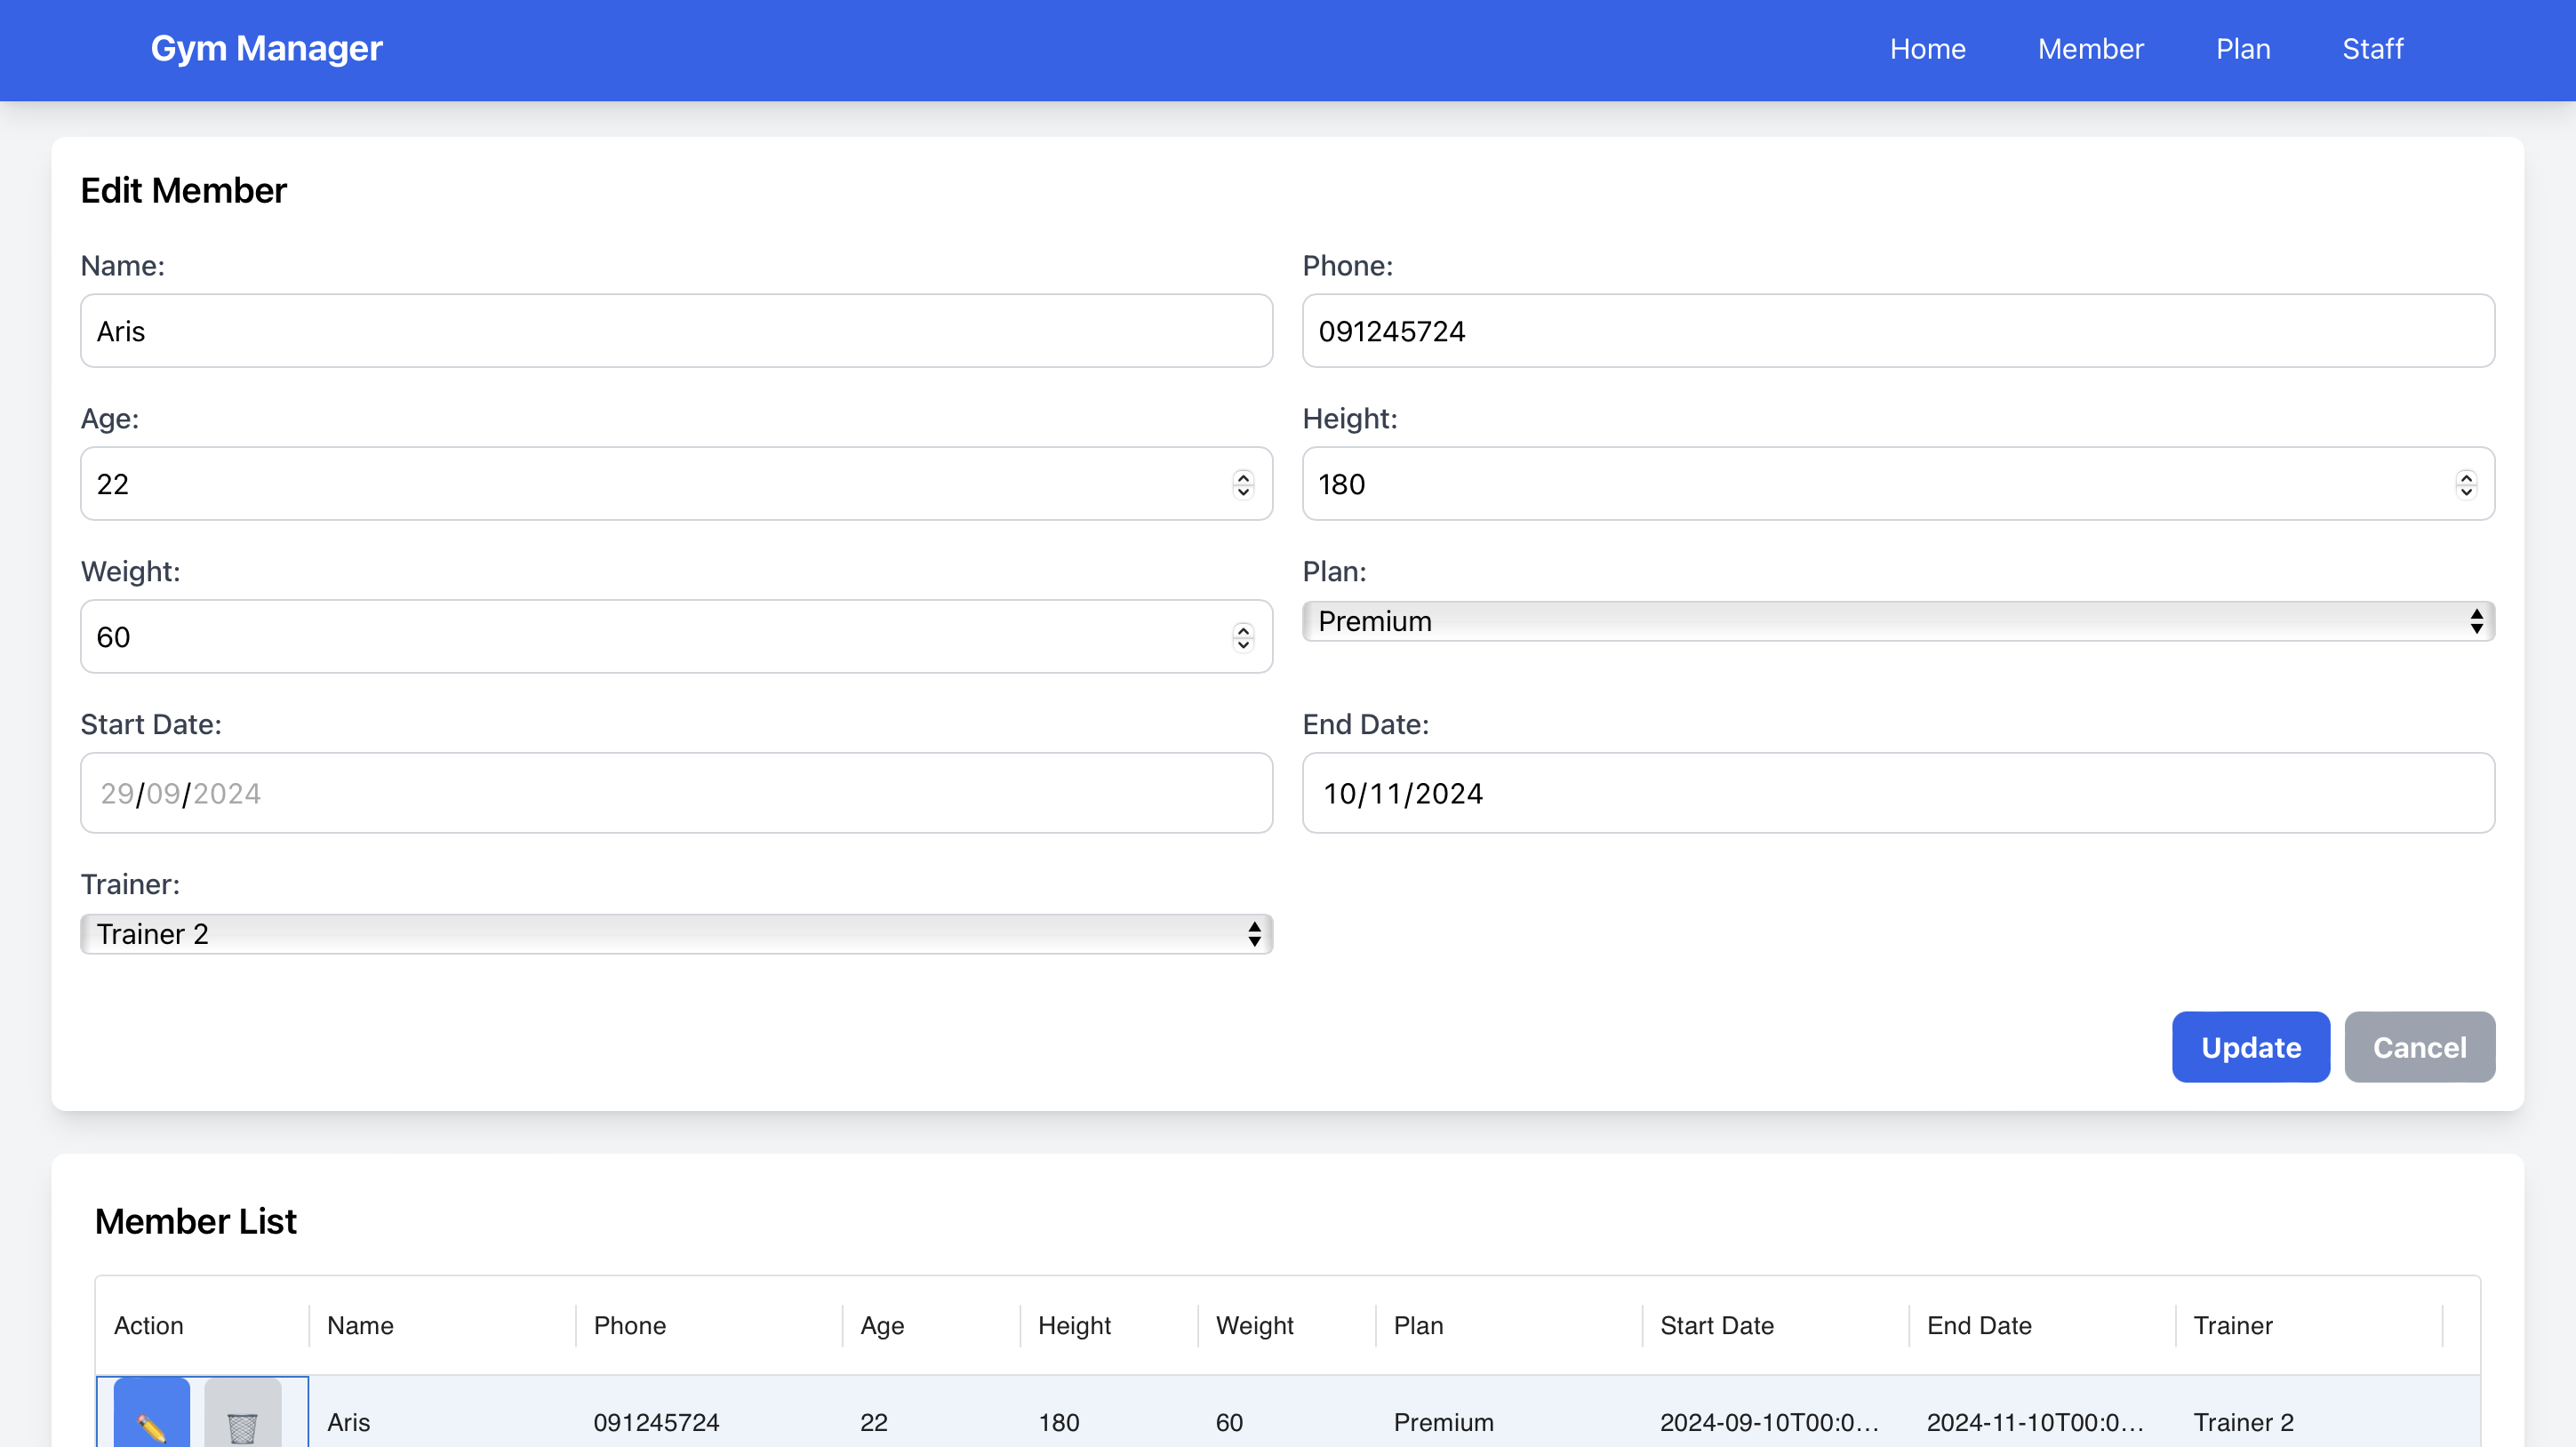 Gym Manager Home Member Plan Staff
Edit Member
Name: Phone:
Aris 091245724
Age: Height:
22 180
Weight: Plan:
60 Premium
Start Date: End Date:
29/09/2024 10/11/2024
Trainer:
Trainer 2
Update Cancel
Member List
Action Name Phone Age Height Weight Plan Start Date End Date Trainer
Aris 091245724 22 180 60 Premium 2024-09-10T00:0... 2024-11-10T00:0... Trainer 2